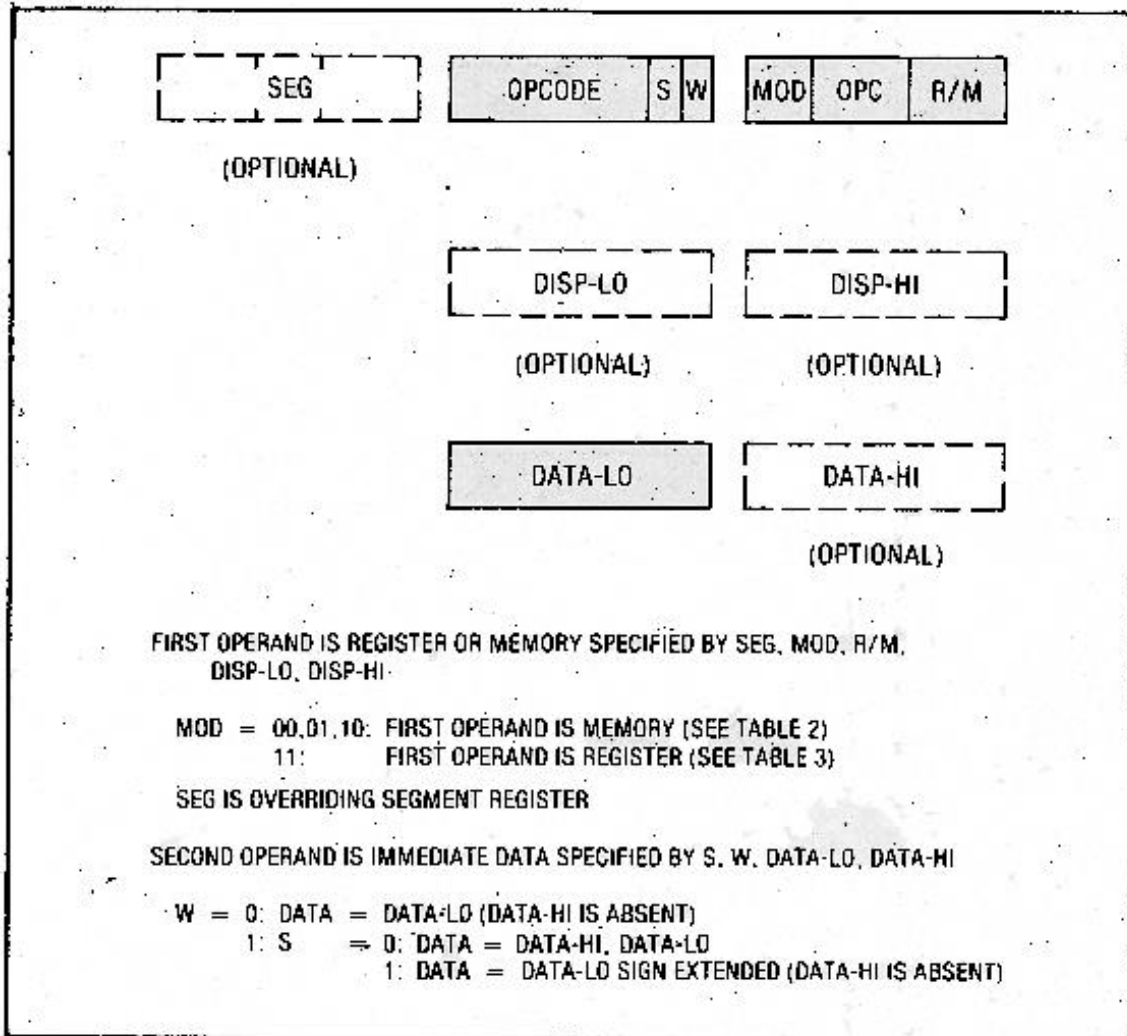 SEG OPCODE S W MOD OPC R/M
(OPTIONAL)
DISP-LO DISP-HI
(OPTIONAL) (OPTIONAL)
DATA-LO DATA-HI
(OPTIONAL)
FIRST OPERAND IS REGISTER OR MEMORY SPECIFIED BY SEG, MOD, R/M,
DISP-LO, DISP-HI
MOD = 00,01,10: FIRST OPERAND IS MEMORY (SEE TABLE 2)
11: FIRST OPERAND IS REGISTER (SEE TABLE 3)
SEG IS OVERRIDING SEGMENT REGISTER
SECOND OPERAND IS IMMEDIATE DATA SPECIFIED BY S, W, DATA-LO, DATA-HI
W = 0: DATA = DATA-LO (DATA-HI IS ABSENT)
1: S = 0: DATA = DATA-HI, DATA-LO
1: DATA = DATA-LO SIGN EXTENDED (DATA-HI IS ABSENT)